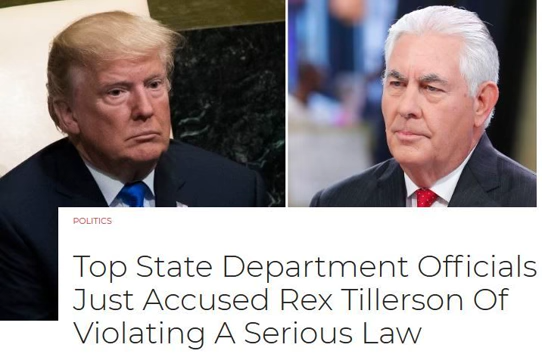 POLITICS
Top State Department Officials
Just Accused Rex Tillerson Of
Violating A Serious Law